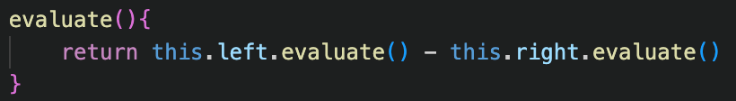 evaluate(){
    return this.left.evaluate() - this.right.evaluate()
}